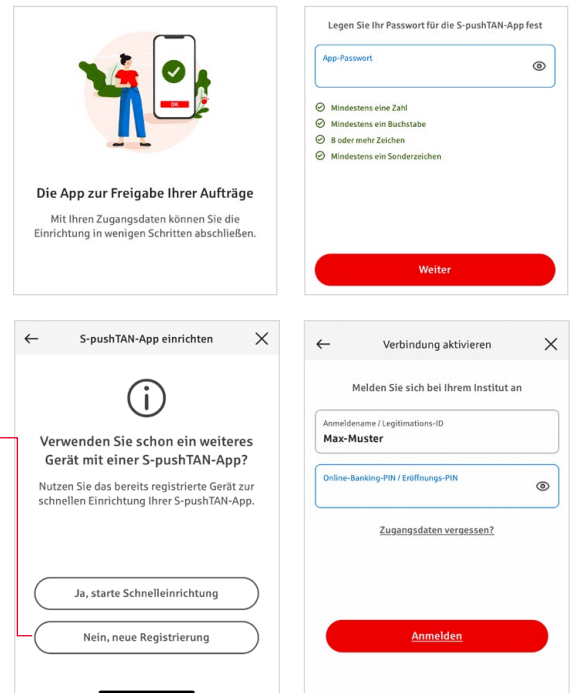 OK
Die App zur Freigabe Ihrer Aufträge
Mit Ihren Zugangsdaten können Sie die
Einrichtung in wenigen Schritten abschließen.
Legen Sie Ihr Passwort für die S-pushTAN-App fest
App-Passwort
Mindestens eine Zahl
Mindestens ein Buchstabe
8 oder mehr Zeichen
Mindestens ein Sonderzeichen
Weiter
S-pushTAN-App einrichten
Verwenden Sie schon ein weiteres
Gerät mit einer S-pushTAN-App?
Nutzen Sie das bereits registrierte Gerät zur
schnellen Einrichtung Ihrer S-pushTAN-App.
Ja, starte Schnelleinrichtung
Nein, neue Registrierung
Verbindung aktivieren
Melden Sie sich bei Ihrem Institut an
Anmeldename / Legitimations-ID
Max-Muster
Online-Banking-PIN / Eröffnungs-PIN
Zugangsdaten vergessen?
Anmelden